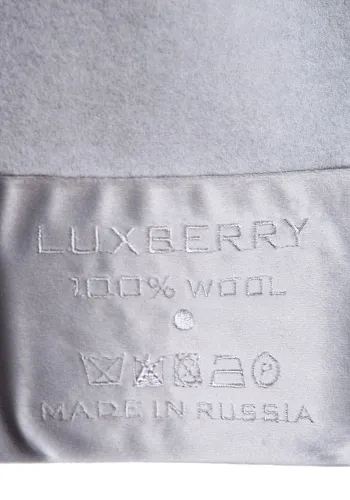 LUXBERRY
100% WOOL
P
MADE IN RUSSIA